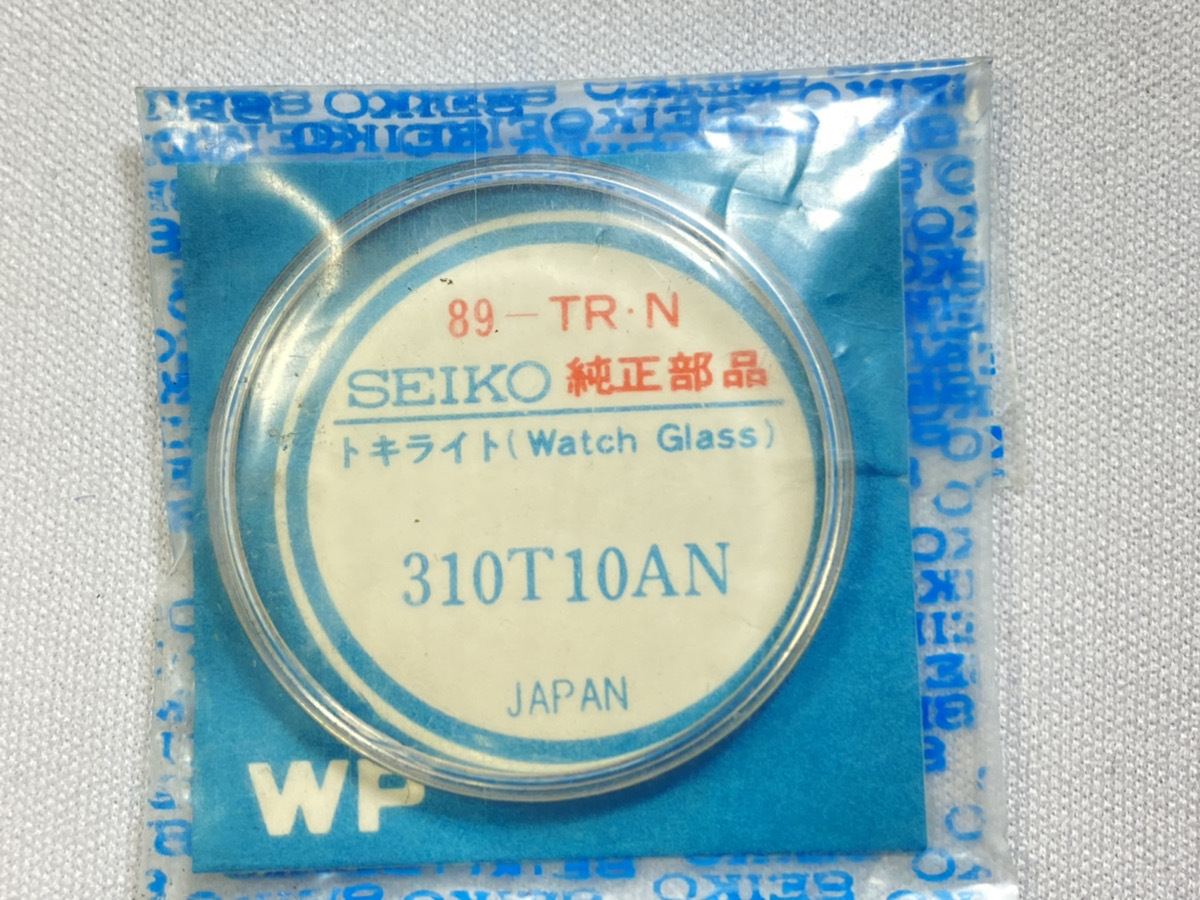 89-TR・N
SEIKO 純正部品
トキライト(Watch Glass)
310T10AN
JAPAN
WP